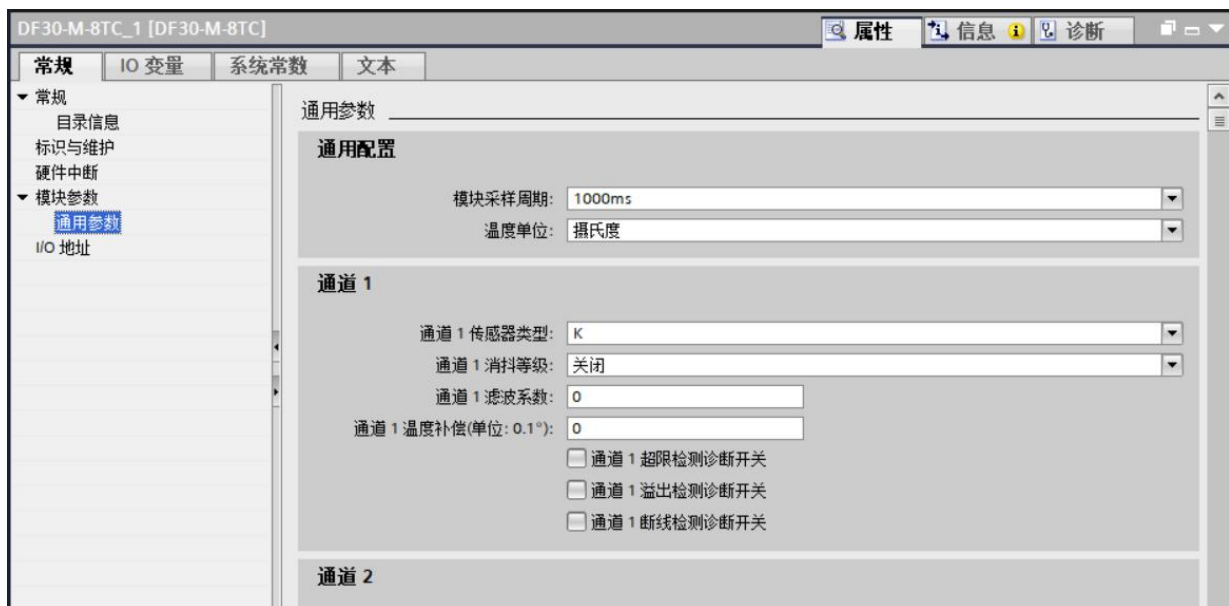 DF30-M-8TC_1 [DF30-M-8TC]
属性
信息
诊断
常规
IO 变量
系统常数
文本
常规
目录信息
标识与维护
硬件中断
模块参数
通用参数
I/O 地址
通用参数
通用配置
模块采样周期: 1000ms
温度单位: 摄氏度
通道 1
通道 1 传感器类型: K
通道 1 消抖等级: 关闭
通道 1 滤波系数: 0
通道 1 温度补偿(单位: 0.1°): 0
通道 1 超限检测诊断开关
通道 1 溢出检测诊断开关
通道 1 断线检测诊断开关
通道 2